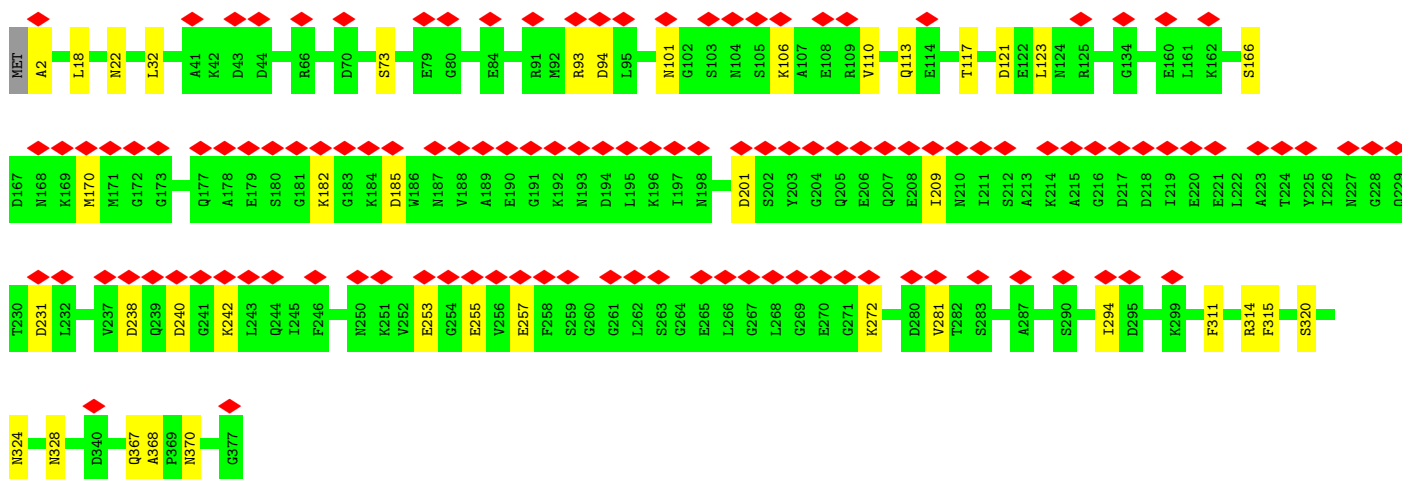 MET A2 L18 N22 L32 A41 K42 D43 D44 R66 D70 S73 E79 G80 E84 R91 M92 R93 D94 L95 N101 G102 S103 N104 S105 K106 A107 E108 R109 V110 Q113 E114 T117 D121 E122 L123 N124 R125 G134 E160 L161 K162 S166
D167 N168 K169 M170 M171 G172 G173 Q177 A178 E179 S180 G181 K182 G183 K184 D185 W186 N187 V188 A189 E190 G191 K192 N193 D194 L195 K196 I197 N198 D201 S202 Y203 G204 Q205 E206 Q207 E208 I209 N210 I211 S212 A213 K214 A215 G216 D217 D218 I219 E220 E221 L222 A223 T224 Y225 I226 N227 G228 Q229
T230 D231 L232 V237 D238 Q239 D240 G241 K242 L243 Q244 I245 F246 N250 K251 V252 E253 G254 E255 V256 E257 F258 S259 G260 G261 L262 S263 G264 E265 L266 G267 L268 G269 E270 G271 K272 D280 V281 T282 S283 A287 S290 I294 D295 K299 F311 R314 F315 S320
N324 N328 D340 Q367 A368 P369 N370 G377